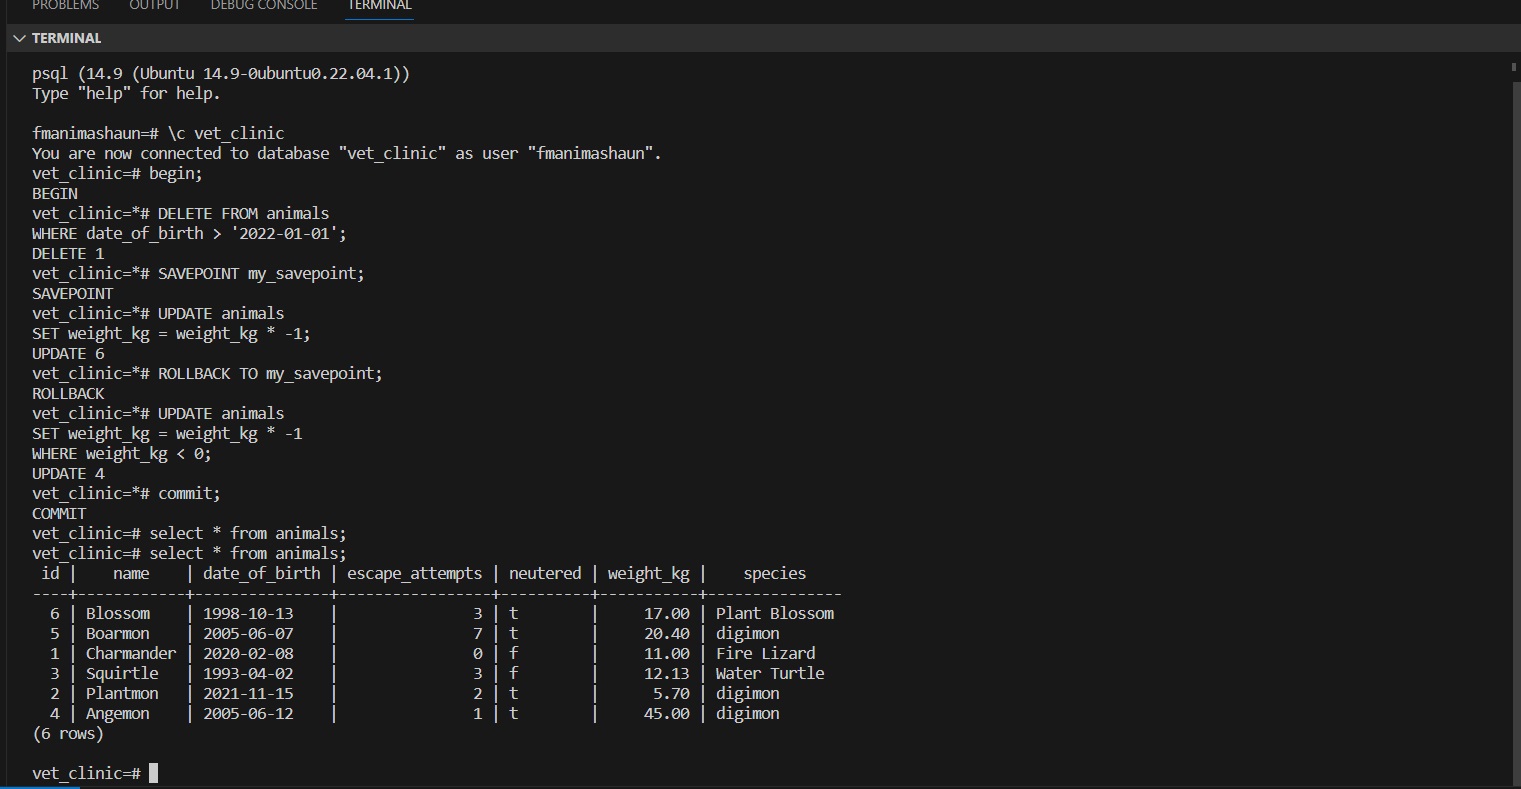 PROBLEMS OUTPUT DEBUG CONSOLE TERMINAL
TERMINAL
psql (14.9 (Ubuntu 14.9-0ubuntu0.22.04.1))
Type "help" for help.
fmanimashaun=# \c vet_clinic
You are now connected to database "vet_clinic" as user "fmanimashaun".
vet_clinic=# begin;
BEGIN
vet_clinic=*# DELETE FROM animals
WHERE date_of_birth > '2022-01-01';
DELETE 1
vet_clinic=*# SAVEPOINT my_savepoint;
SAVEPOINT
vet_clinic=*# UPDATE animals
SET weight_kg = weight_kg * -1;
UPDATE 6
vet_clinic=*# ROLLBACK TO my_savepoint;
ROLLBACK
vet_clinic=*# UPDATE animals
SET weight_kg = weight_kg * -1
WHERE weight_kg < 0;
UPDATE 4
vet_clinic=*# commit;
COMMIT
vet_clinic=# select * from animals;
vet_clinic=# select * from animals;
 id |    name    | date_of_birth | escape_attempts | neutered | weight_kg |    species
----+------------+---------------+-----------------+----------+-----------+---------------
  6 | Blossom    | 1998-10-13    |               3 | t        |     17.00 | Plant Blossom
  5 | Boarmon    | 2005-06-07    |               7 | t        |     20.40 | digimon
  1 | Charmander | 2020-02-08    |               0 | f        |     11.00 | Fire Lizard
  3 | Squirtle   | 1993-04-02    |               3 | f        |     12.13 | Water Turtle
  2 | Plantmon   | 2021-11-15    |               2 | t        |      5.70 | digimon
  4 | Angemon    | 2005-06-12    |               1 | t        |     45.00 | digimon
(6 rows)
vet_clinic=#